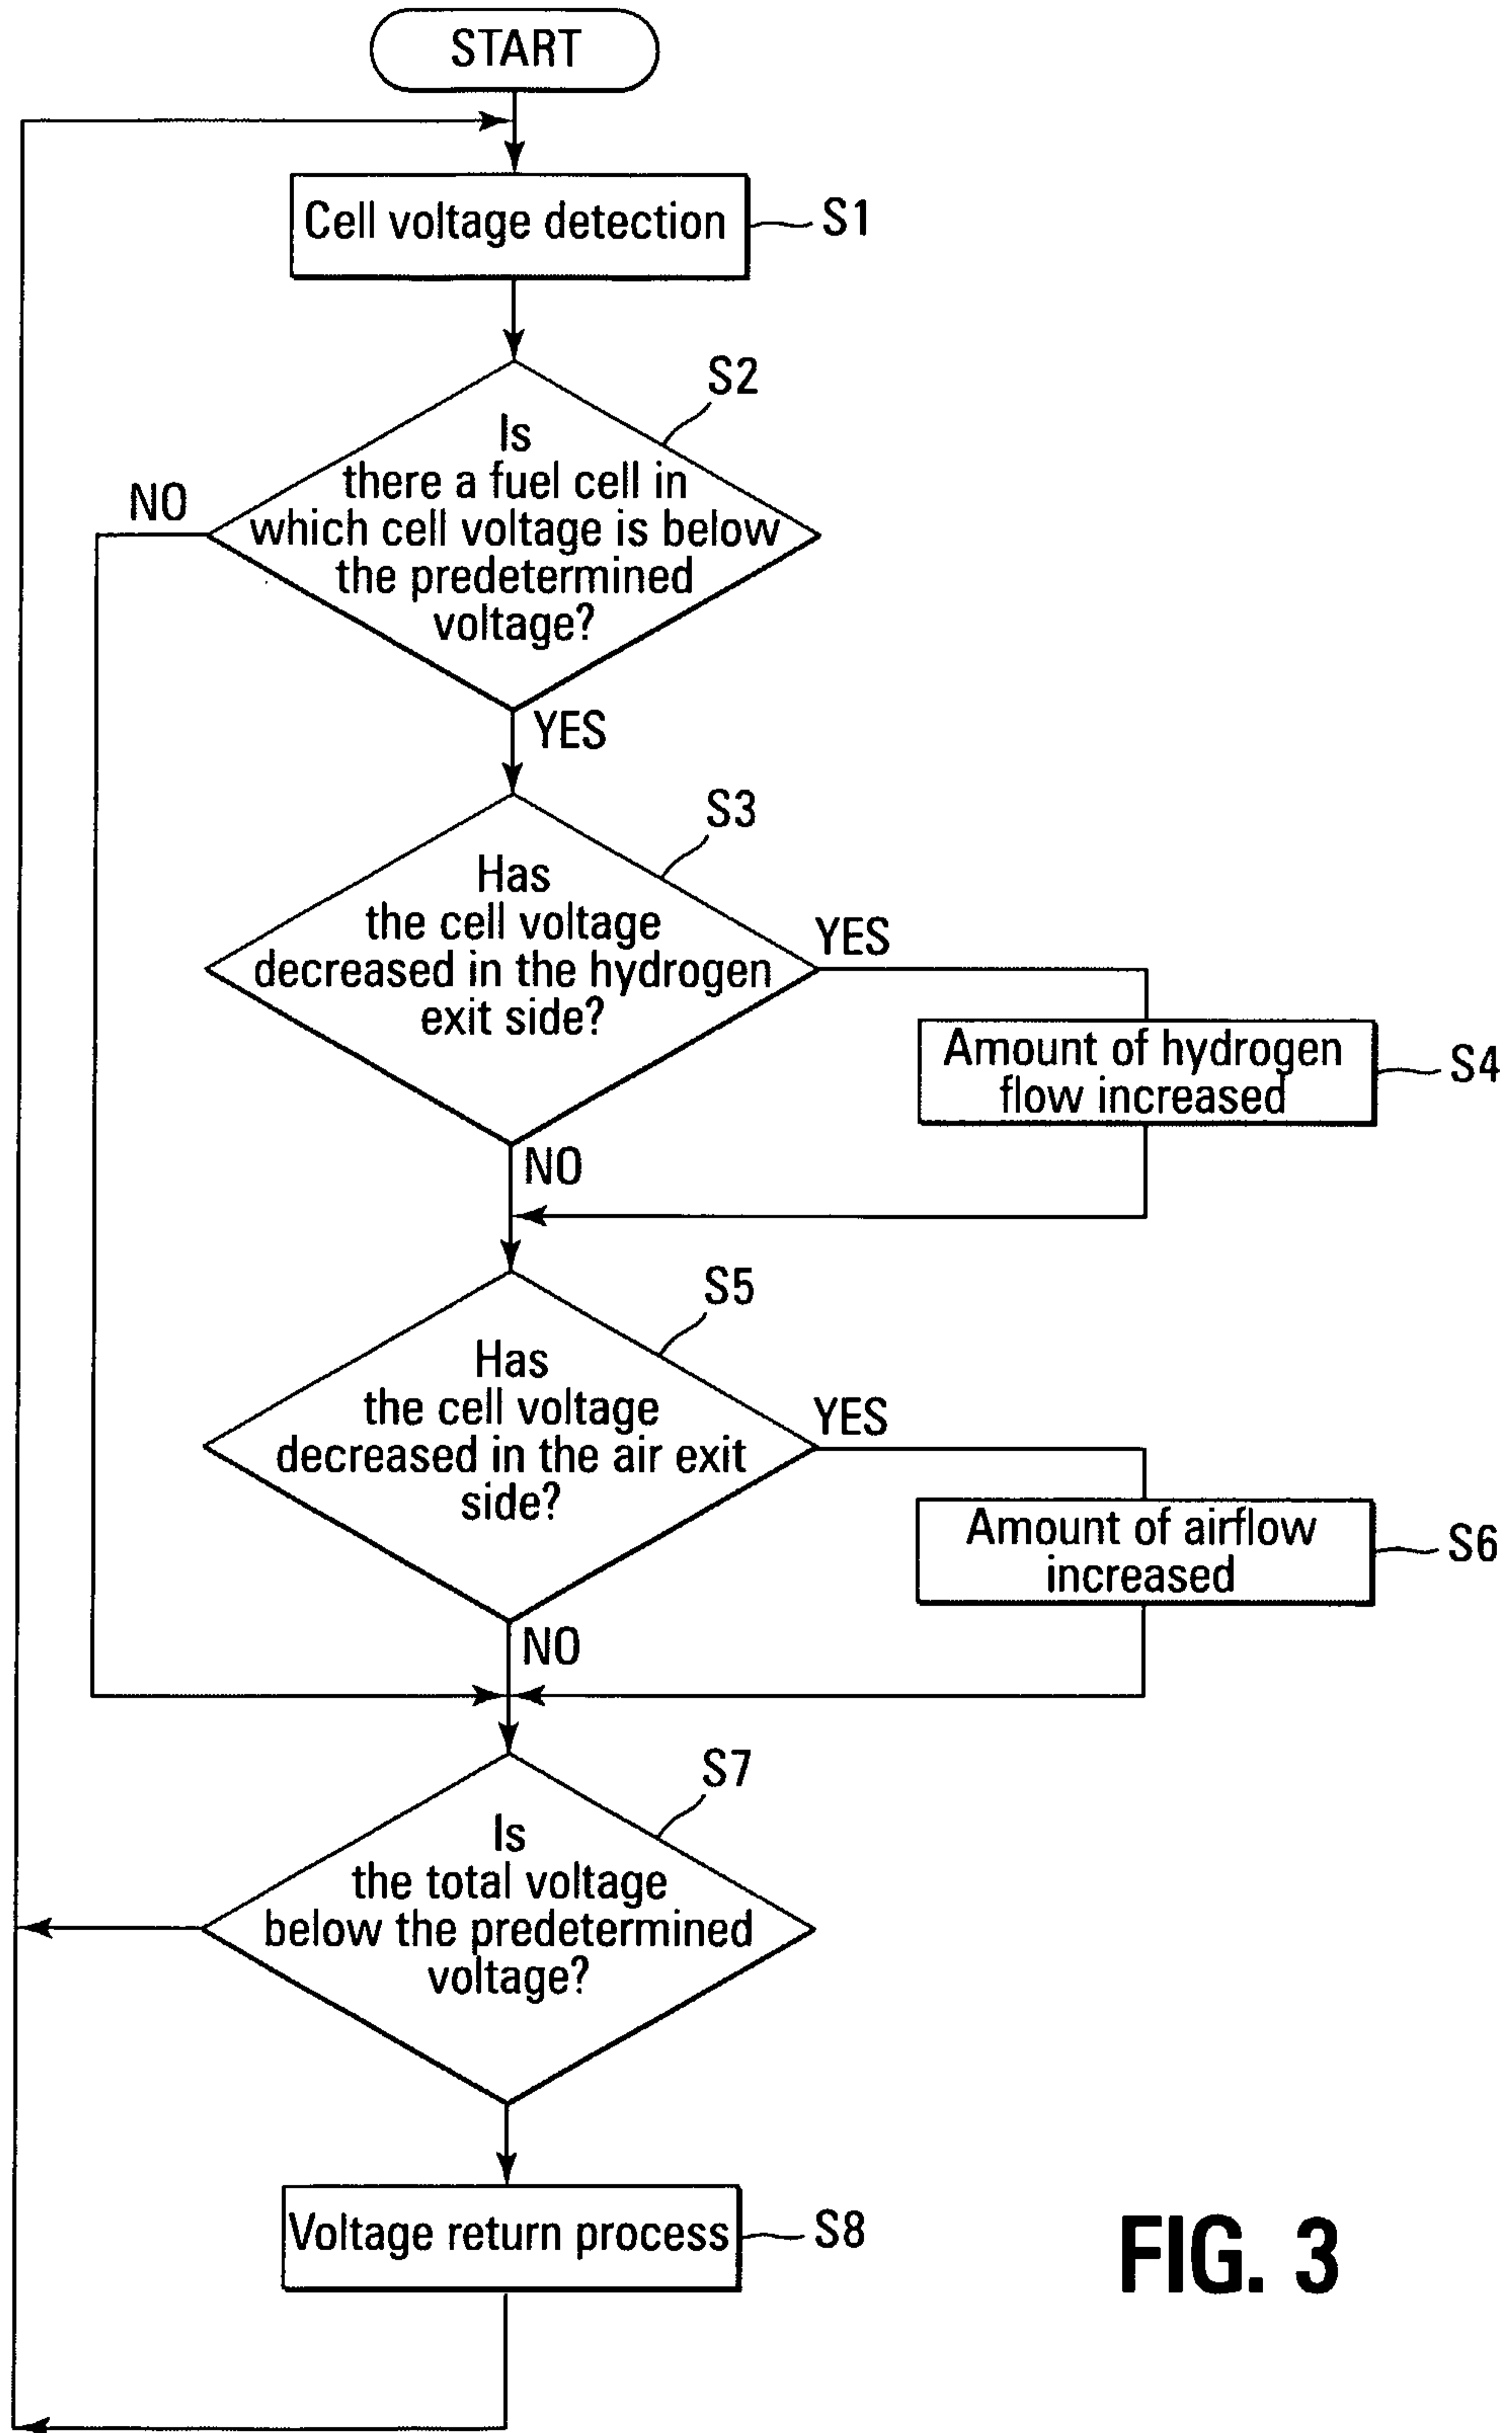 START
Cell voltage detection
S1
S2
Is
there a fuel cell in
which cell voltage is below
the predetermined
voltage?
NO
YES
S3
Has
the cell voltage
decreased in the hydrogen
exit side?
YES
Amount of hydrogen
flow increased
S4
NO
S5
Has
the cell voltage
decreased in the air exit
side?
YES
Amount of airflow
increased
S6
NO
S7
Is
the total voltage
below the predetermined
voltage?
Voltage return process
S8
FIG. 3